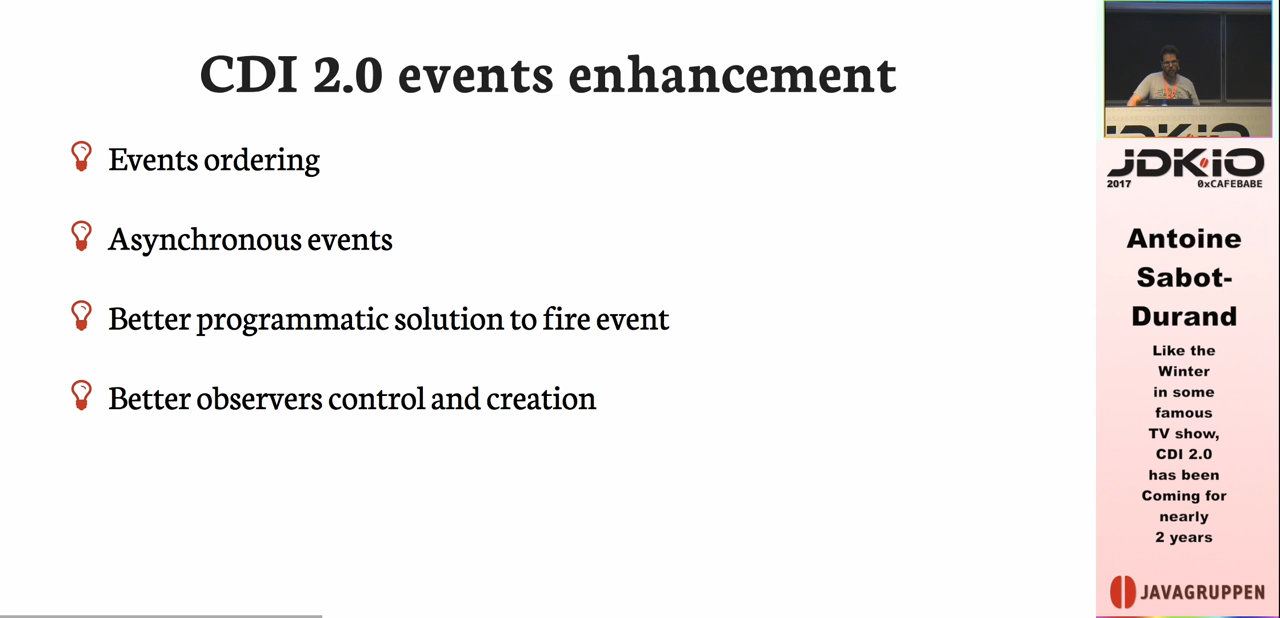 CDI 2.0 events enhancement
Events ordering
Asynchronous events
Better programmatic solution to fire event
Better observers control and creation
JDK.IO
JDK.IO
2017 0xCAFEBABE
Antoine
Sabot-
Durand
Like the
Winter
in some
famous
TV show,
CDI 2.0
has been
Coming for
nearly
2 years
JAVAGRUPPEN